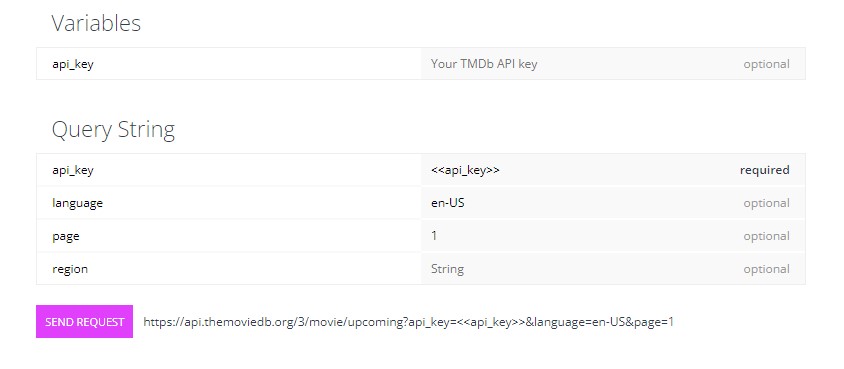 Variables
api_key Your TMDb API key optional
Query String
api_key <<api_key>> required
language en-US optional
page 1 optional
region String optional
SEND REQUEST https://api.themoviedb.org/3/movie/upcoming?api_key=<<api_key>>&language=en-US&page=1